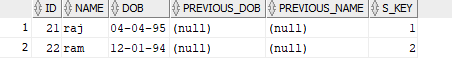 ID NAME DOB PREVIOUS_DOB PREVIOUS_NAME S_KEY
1 21 raj 04-04-95 (null) (null) 1
2 22 ram 12-01-94 (null) (null) 2